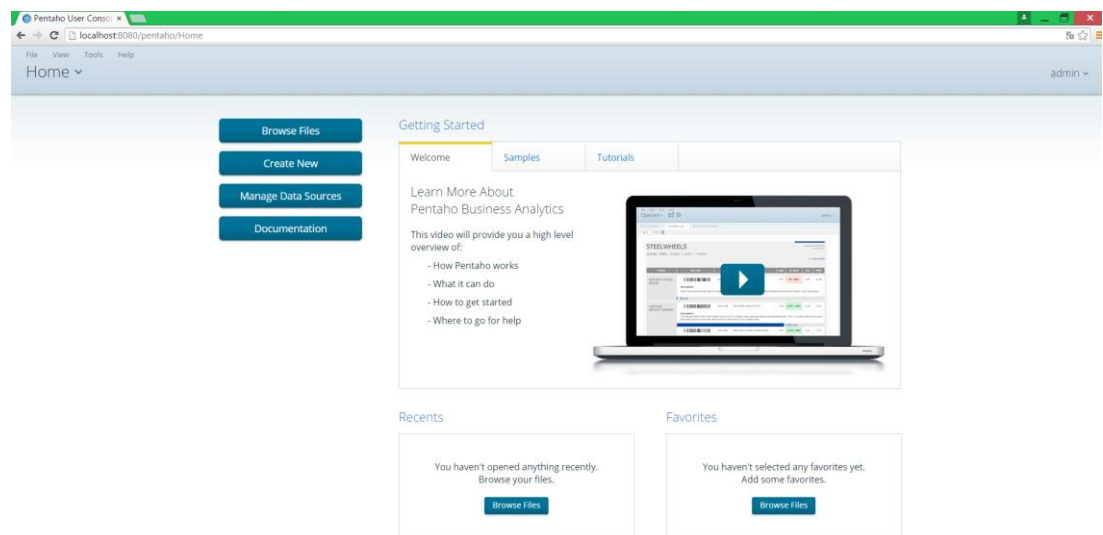 Pentaho User Consol
localhost:8080/pentaho/Home
File View Tools Help
Home
admin
Browse Files
Create New
Manage Data Sources
Documentation
Getting Started
Welcome Samples Tutorials
Learn More About
Pentaho Business Analytics
This video will provide you a high level
overview of:
- How Pentaho works
- What it can do
- How to get started
- Where to go for help
Opened
STEELWHEELS
Recents
Favorites
You haven't opened anything recently.
Browse your files.
Browse Files
You haven't selected any favorites yet.
Add some favorites.
Browse Files